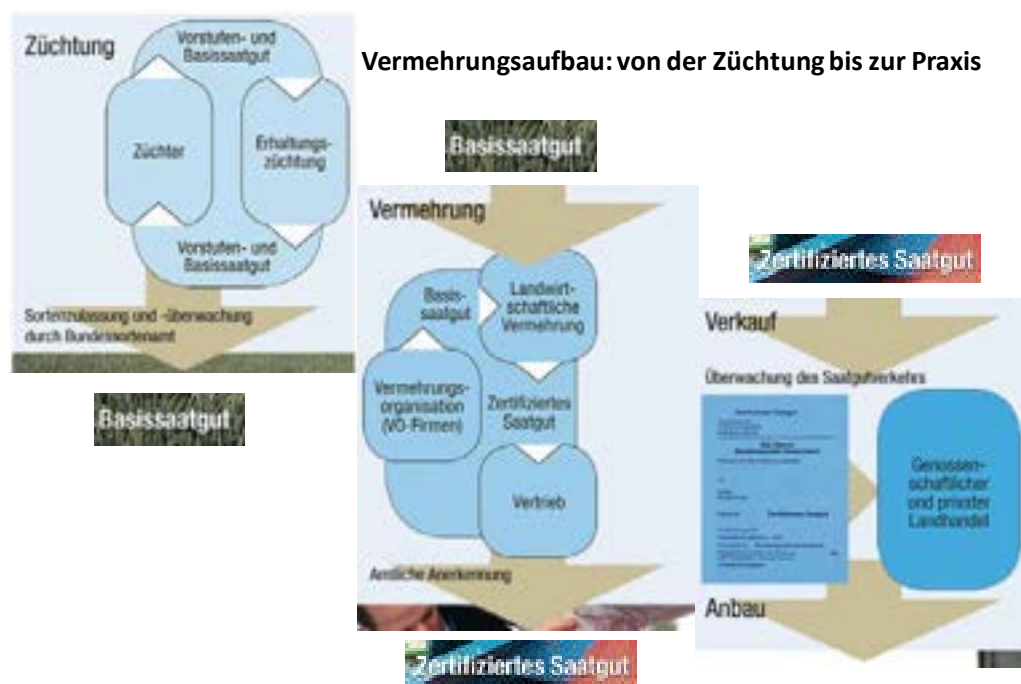 Vermehrungsaufbau: von der Züchtung bis zur Praxis
Züchtung
Vorstufen- und
Basissaatgut
Züchter
Erhaltungs-
züchtung
Vorstufen- und
Basissaatgut
Sortenzulassung und -überwachung
durch Bundessortenamt
Basissaatgut
Basissaatgut
Vermehrung
Basis-
saatgut
Landwirt-
schaftliche
Vermehrung
Vermehrungs-
organisation
(VO-Firmen)
Zertifiziertes
Saatgut
Vertrieb
Amtliche Anerkennung
Zertifiziertes Saatgut
Zertifiziertes Saatgut
Verkauf
Überwachung des Saatgutverkehrs
Zertifiziertes Saatgut
Genossen-
schaftlicher
und privater
Landhandel
Anbau